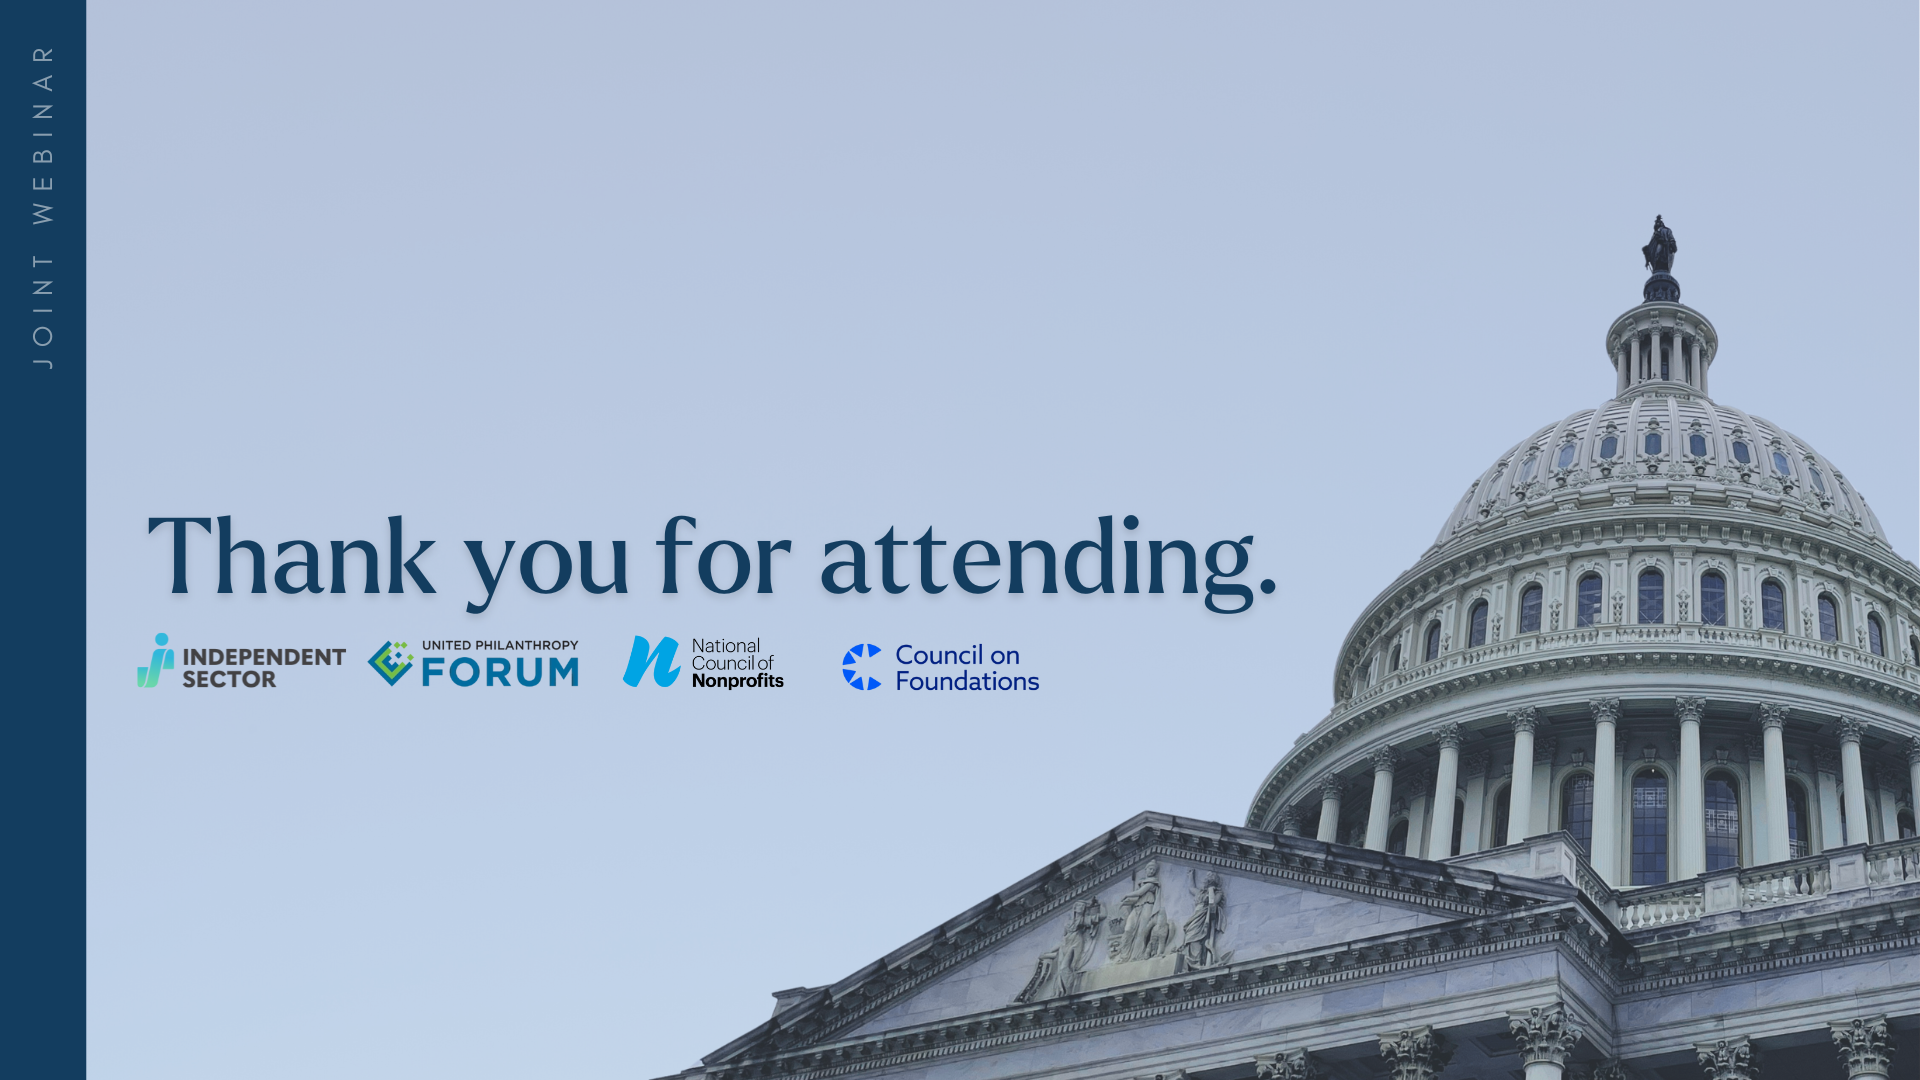 JOINT WEBINAR
Thank you for attending.
INDEPENDENT
SECTOR
UNITED PHILANTHROPY
FORUM
National
Council of
Nonprofits
Council on
Foundations